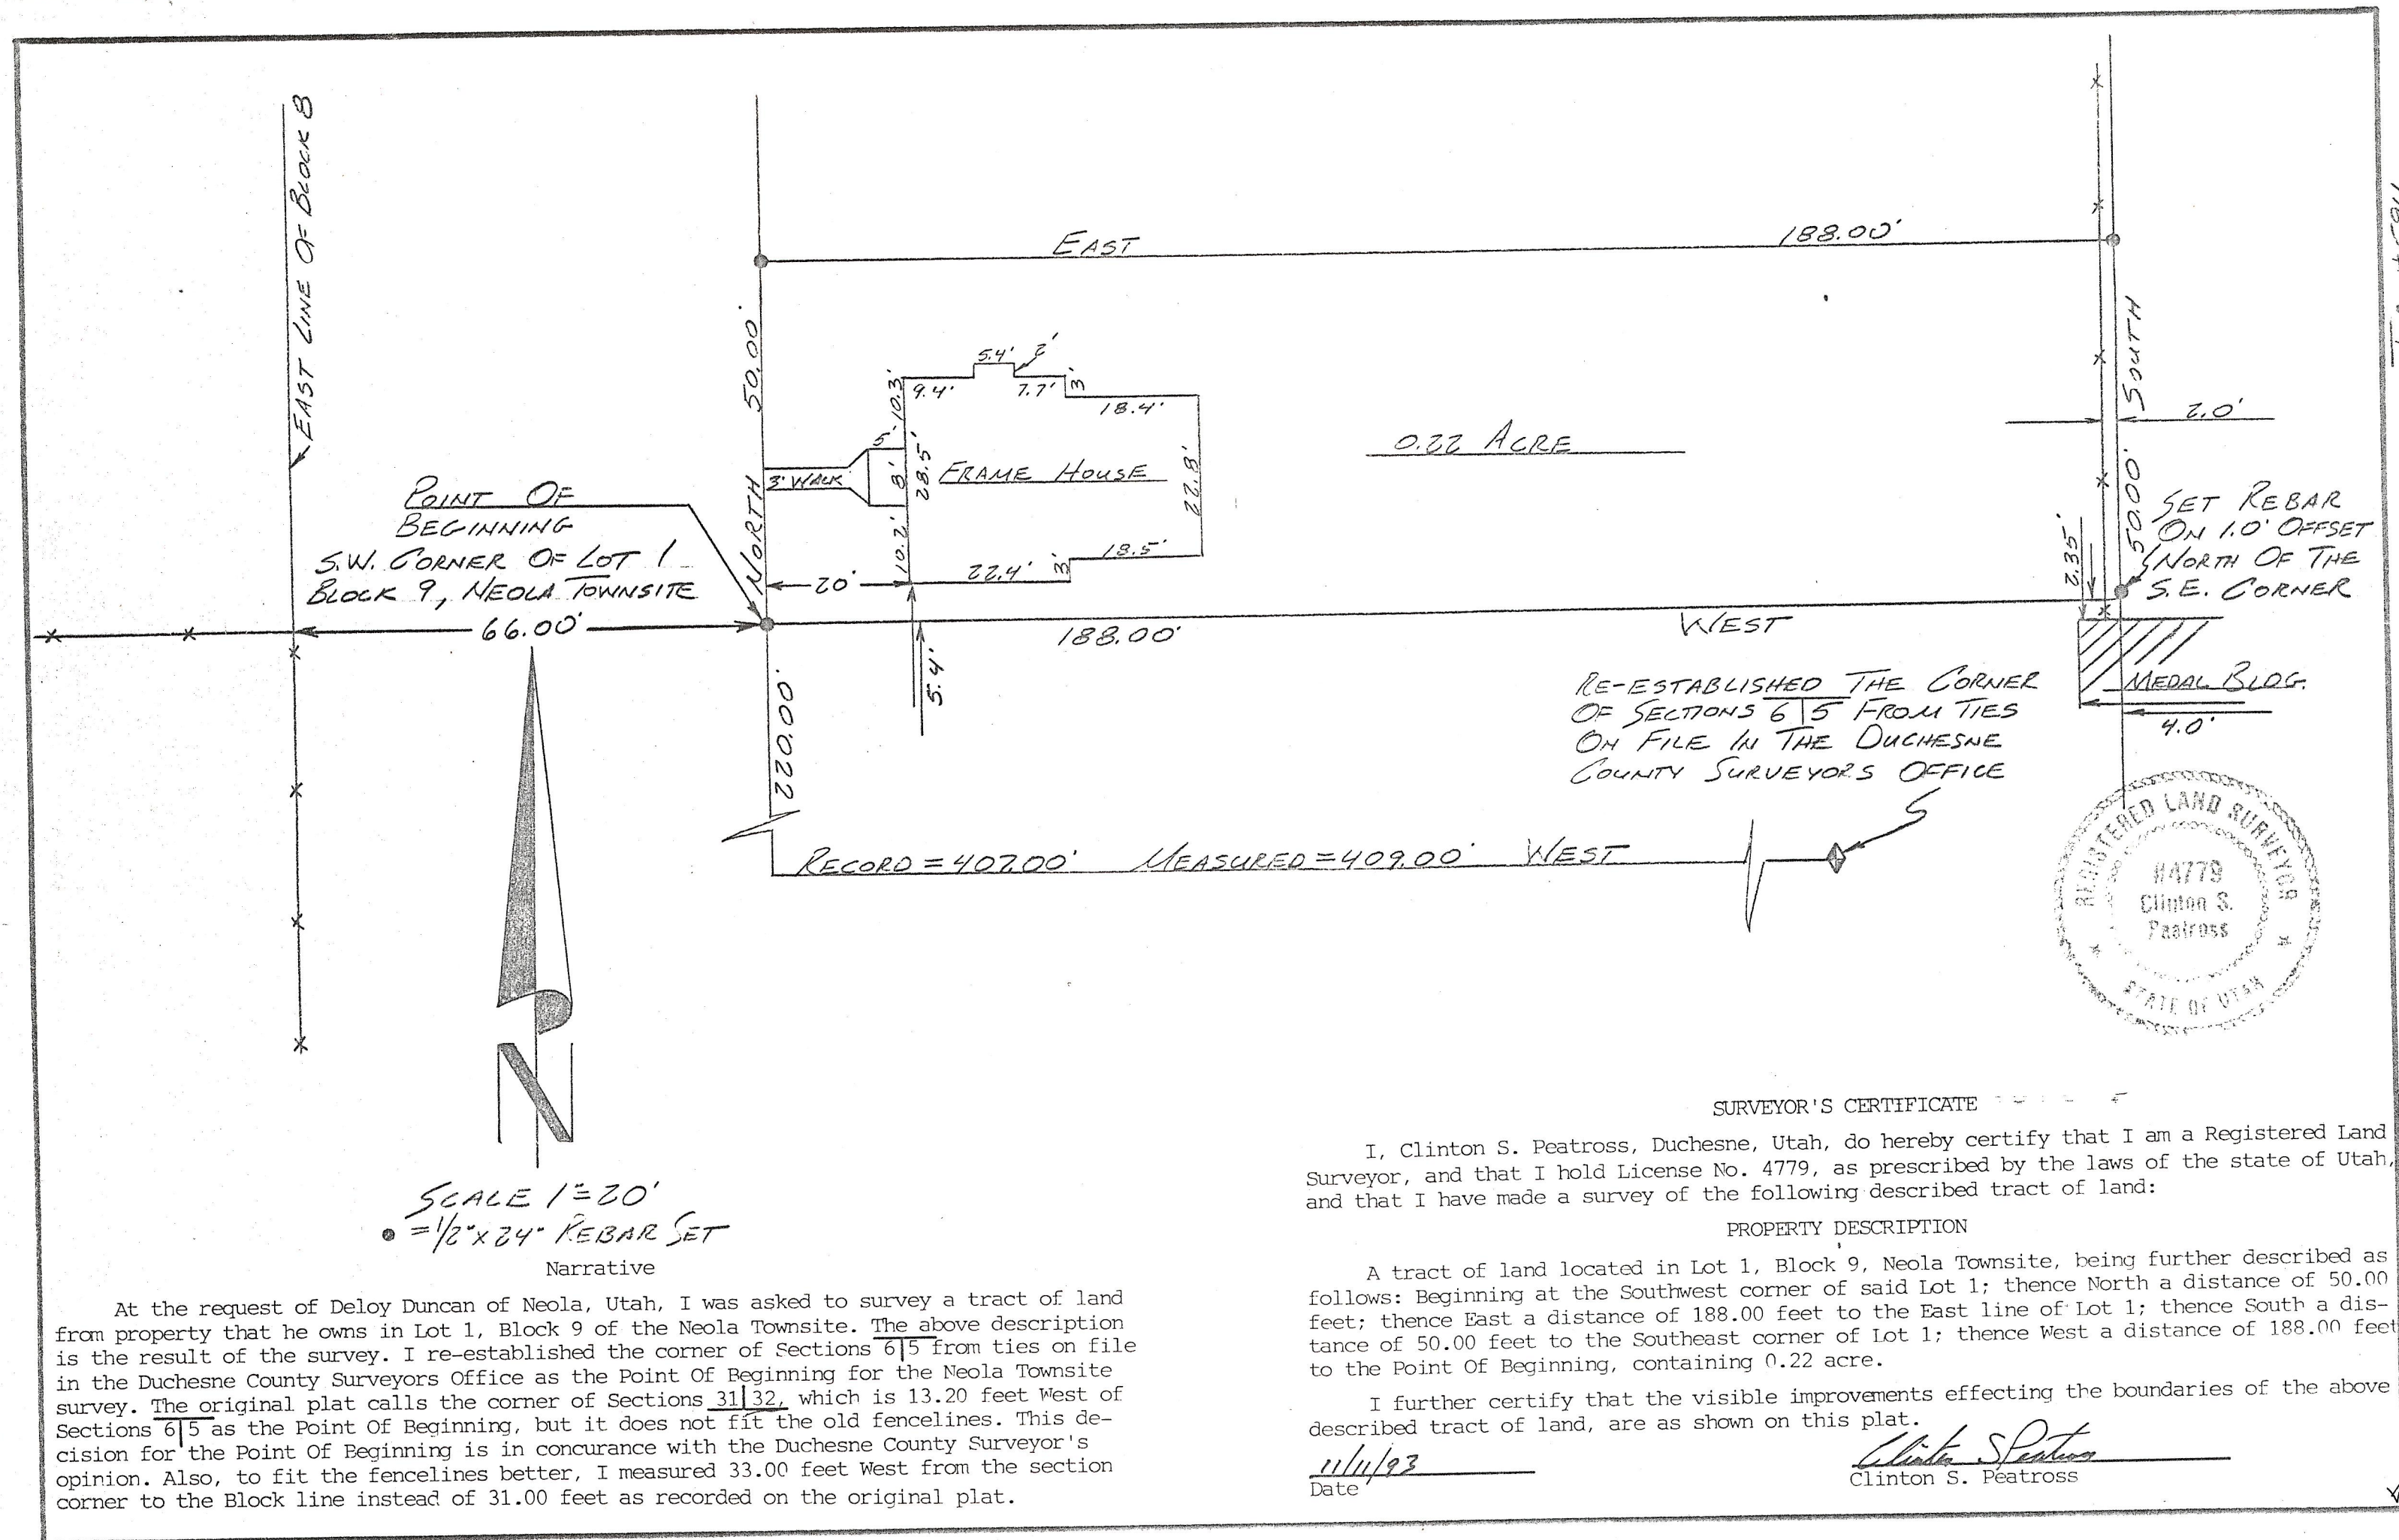 EAST LINE OF BLOCK 8
EAST
188.00'
NORTH 50.00'
SOUTH
50.00'
2.0'
5.4' 2'
9.4'
7.7'
3'
18.4'
10.3'
5'
8'
28.5'
10.2'
FRAME HOUSE
22.8'
3' WALK
18.5'
22.4'
3'
20'
0.22 ACRE
POINT OF
BEGINNING
S.W. CORNER OF LOT 1
BLOCK 9, NEOLA TOWNSITE
SET REBAR
ON 1.0' OFFSET
NORTH OF THE
S.E. CORNER
2.35'
66.00'
188.00'
WEST
5.4'
220.00'
MEDAL BLDG.
4.0'
RE-ESTABLISHED THE CORNER
OF SECTIONS 6|5 FROM TIES
ON FILE IN THE DUCHESNE
COUNTY SURVEYORS OFFICE
RECORD = 407.00' MEASURED = 409.00' WEST
REGISTERED LAND SURVEYOR
#4779
Clinton S.
Peatross
STATE OF UTAH
N
SCALE 1"=20'
● =1/2"x24" REBAR SET
Narrative
At the request of Deloy Duncan of Neola, Utah, I was asked to survey a tract of land
from property that he owns in Lot 1, Block 9 of the Neola Townsite. The above description
is the result of the survey. I re-established the corner of Sections 6|5 from ties on file
in the Duchesne County Surveyors Office as the Point Of Beginning for the Neola Townsite
survey. The original plat calls the corner of Sections 31|32, which is 13.20 feet West of
Sections 6|5 as the Point Of Beginning, but it does not fit the old fencelines. This de-
cision for the Point Of Beginning is in concurance with the Duchesne County Surveyor's
opinion. Also, to fit the fencelines better, I measured 33.00 feet West from the section
corner to the Block line instead of 31.00 feet as recorded on the original plat.
SURVEYOR'S CERTIFICATE
I, Clinton S. Peatross, Duchesne, Utah, do hereby certify that I am a Registered Land
Surveyor, and that I hold License No. 4779, as prescribed by the laws of the state of Utah,
and that I have made a survey of the following described tract of land:
PROPERTY DESCRIPTION
A tract of land located in Lot 1, Block 9, Neola Townsite, being further described as
follows: Beginning at the Southwest corner of said Lot 1; thence North a distance of 50.00
feet; thence East a distance of 188.00 feet to the East line of Lot 1; thence South a dis-
tance of 50.00 feet to the Southeast corner of Lot 1; thence West a distance of 188.00 feet
to the Point Of Beginning, containing 0.22 acre.
I further certify that the visible improvements effecting the boundaries of the above
described tract of land, are as shown on this plat.
11/11/93
Date
Clinton S Peatross
Clinton S. Peatross